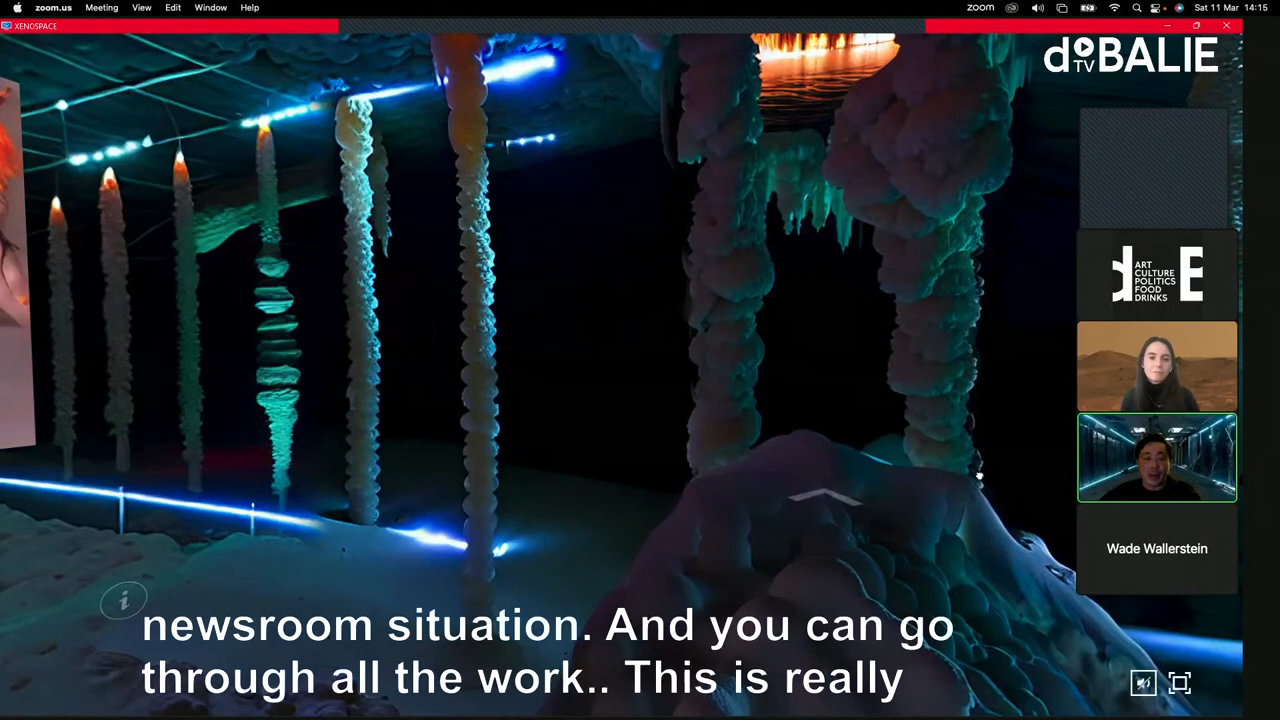 zoom.us Meeting View Edit Window Help
zoom Sat 11 Mar 14:15
XENOSPACE
de BALIE
TV
d E
ART
CULTURE
POLITICS
FOOD
DRINKS
Wade Wallerstein
i
newsroom situation. And you can go
through all the work.. This is really